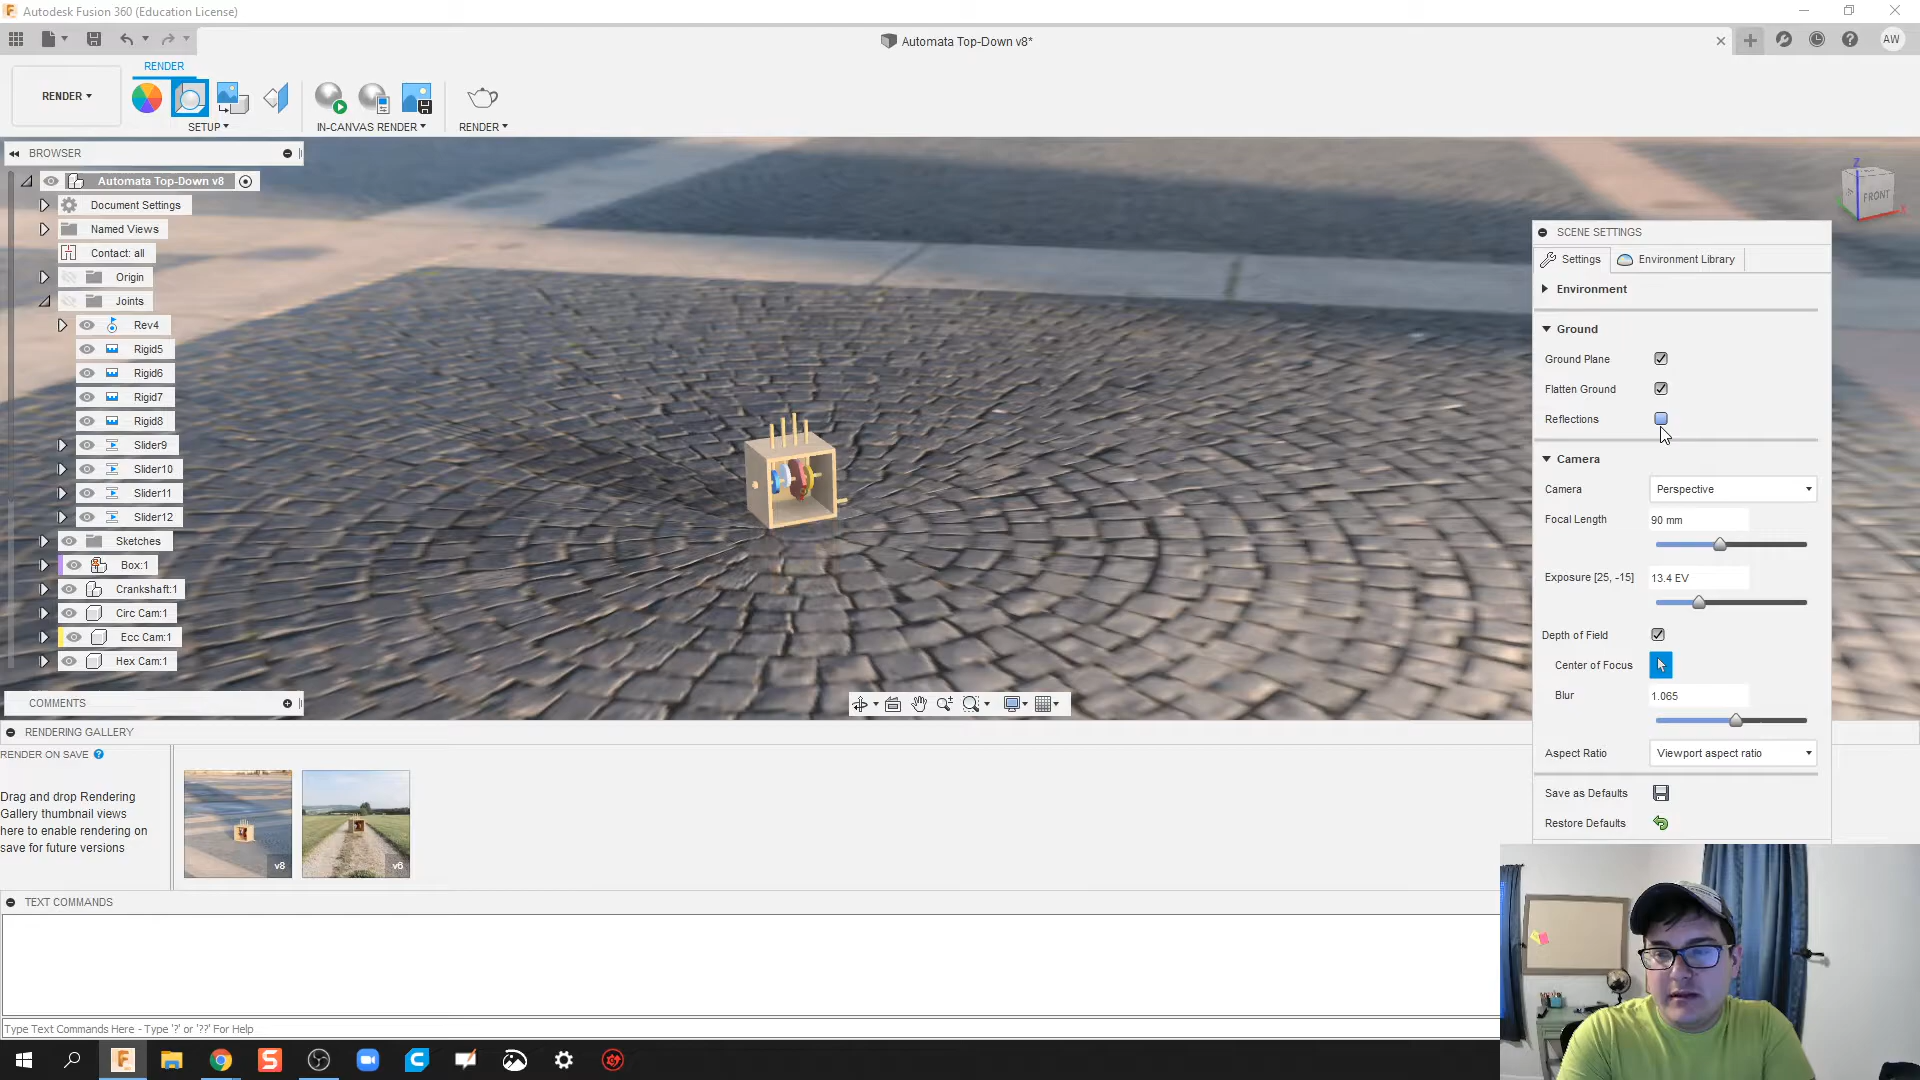 Autodesk Fusion 360 (Education License)
Automata Top-Down v8*
AW
RENDER
RENDER
SETUP
IN-CANVAS RENDER
RENDER
BROWSER
Automata Top-Down v8
Document Settings
Named Views
Contact: all
Origin
Joints
Rev4
Rigid5
Rigid6
Rigid7
Rigid8
Slider9
Slider10
Slider11
Slider12
Sketches
Box:1
Crankshaft:1
Circ Cam:1
Ecc Cam:1
Hex Cam:1
Z
FRONT
SCENE SETTINGS
Settings
Environment Library
Environment
Ground
Ground Plane
Flatten Ground
Reflections
Camera
Camera
Perspective
Focal Length
90 mm
Exposure [25, -15]
13.4 EV
Depth of Field
Center of Focus
Blur
1.065
Aspect Ratio
Viewport aspect ratio
Save as Defaults
Restore Defaults
COMMENTS
RENDERING GALLERY
RENDER ON SAVE
Drag and drop Rendering
Gallery thumbnail views
here to enable rendering on
save for future versions
v8
v6
TEXT COMMANDS
Type Text Commands Here - Type '?' or '??' For Help